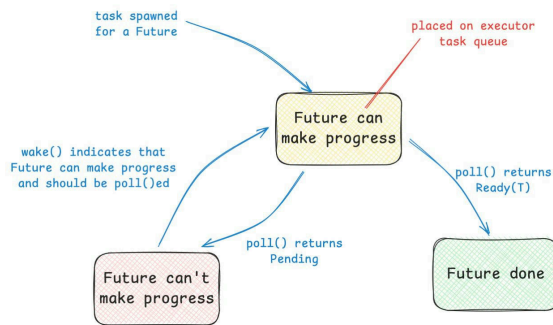 task spawned
for a Future
placed on executor
task queue
Future can
make progress
wake() indicates that
Future can make progress
and should be poll()ed
poll() returns
Ready(T)
poll() returns
Pending
Future can't
make progress
Future done